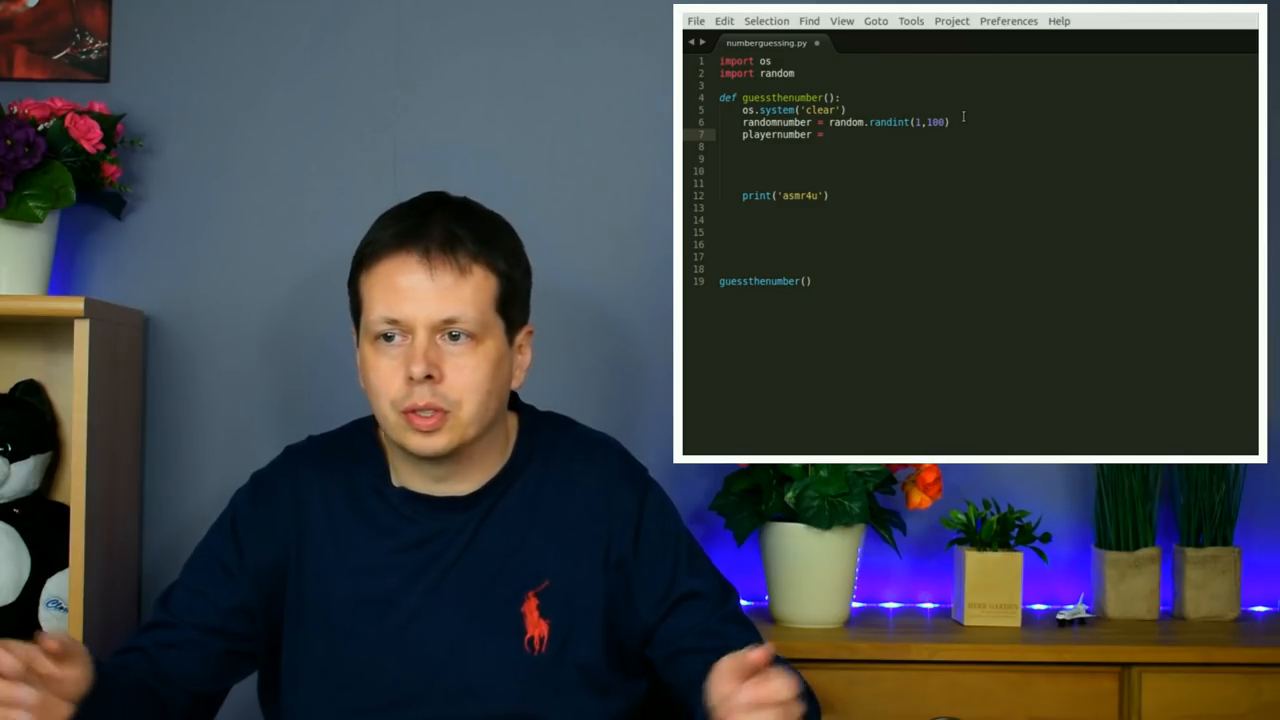 File Edit Selection Find View Goto Tools Project Preferences Help
numberguessing.py
1 import os
2 import random
3
4 def guessthenumber():
5 os.system('clear')
6 randomnumber = random.randint(1,100)
7 playernumber =
8
9
10
11
12 print('asmr4u')
13
14
15
16
17
18
19 guessthenumber()
HERB GARDEN